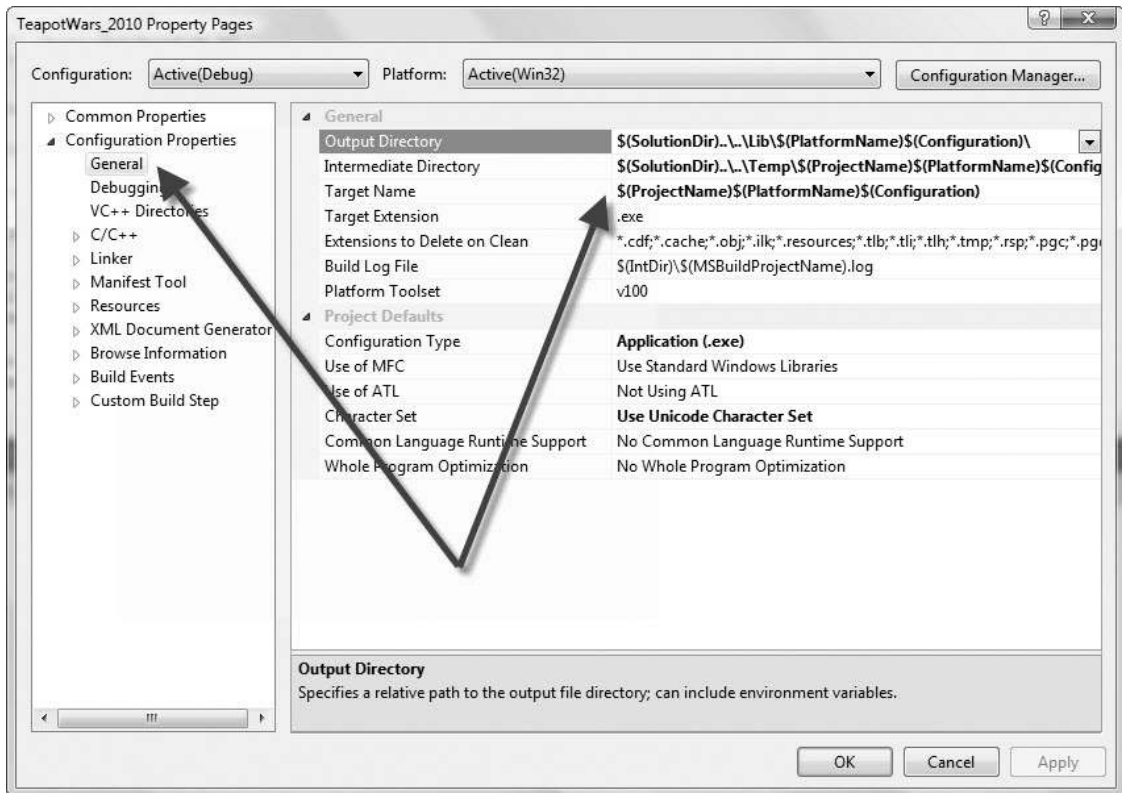 TeapotWars_2010 Property Pages
Configuration: Active(Debug) Platform: Active(Win32) Configuration Manager...
Common Properties
Configuration Properties
General
Debugging
VC++ Directories
C/C++
Linker
Manifest Tool
Resources
XML Document Generator
Browse Information
Build Events
Custom Build Step
General
Output Directory $(SolutionDir)..\..\Lib\$(PlatformName)$(Configuration)\
Intermediate Directory $(SolutionDir)..\..\Temp\$(ProjectName)$(PlatformName)$(Config
Target Name $(ProjectName)$(PlatformName)$(Configuration)
Target Extension .exe
Extensions to Delete on Clean *.cdf;*.cache;*.obj;*.ilk;*.resources;*.tlb;*.tli;*.tlh;*.tmp;*.rsp;*.pgc;*.pg
Build Log File $(IntDir)\$(MSBuildProjectName).log
Platform Toolset v100
Project Defaults
Configuration Type Application (.exe)
Use of MFC Use Standard Windows Libraries
Use of ATL Not Using ATL
Character Set Use Unicode Character Set
Common Language Runtime Support No Common Language Runtime Support
Whole Program Optimization No Whole Program Optimization
Output Directory
Specifies a relative path to the output file directory; can include environment variables.
OK Cancel Apply